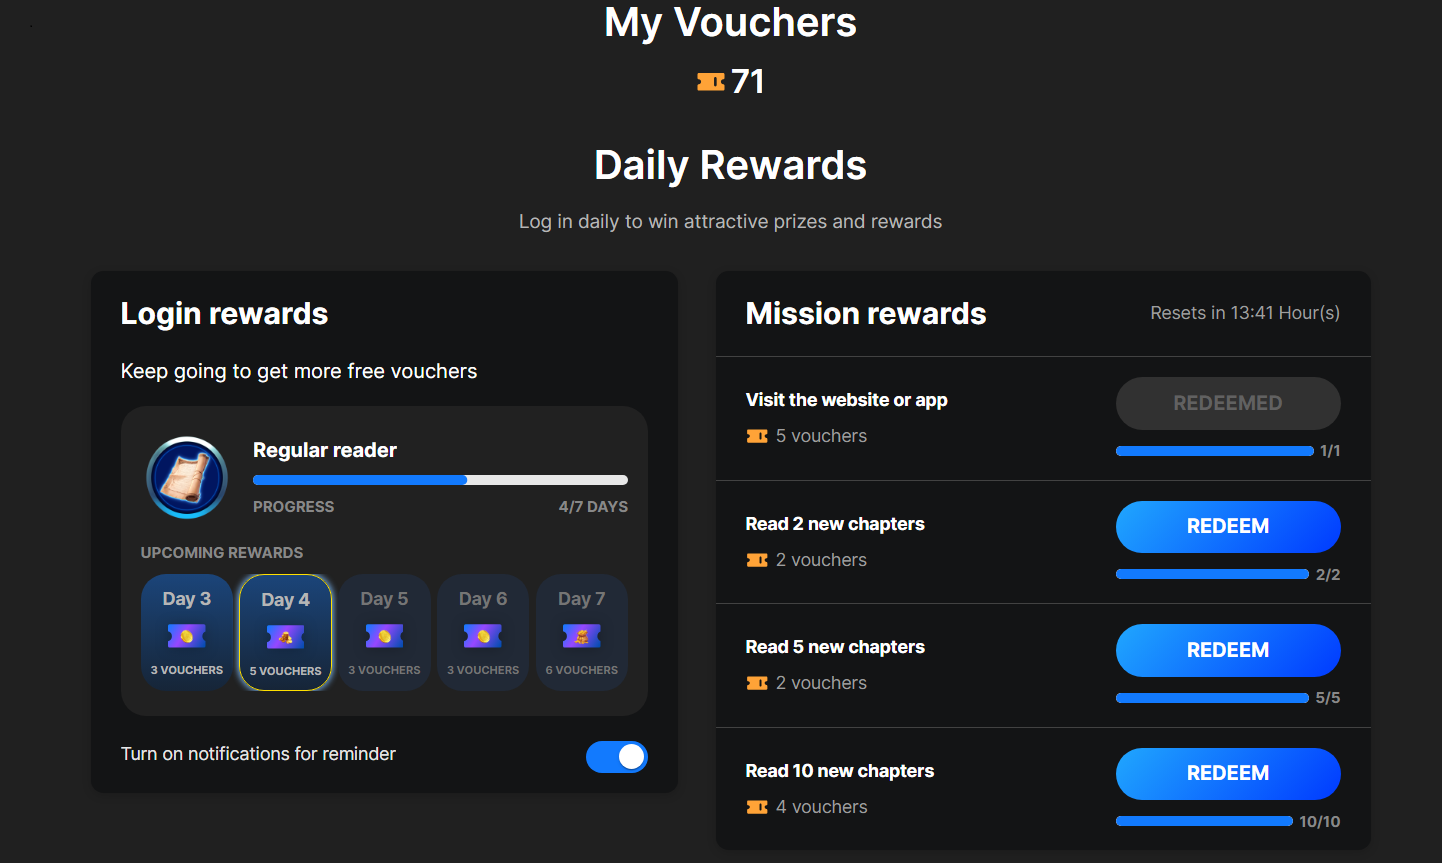 My Vouchers
71
Daily Rewards
Log in daily to win attractive prizes and rewards
Login rewards
Keep going to get more free vouchers
Regular reader
PROGRESS 4/7 DAYS
UPCOMING REWARDS
Day 3 Day 4 Day 5 Day 6 Day 7
3 VOUCHERS 5 VOUCHERS 3 VOUCHERS 3 VOUCHERS 6 VOUCHERS
Turn on notifications for reminder
Mission rewards Resets in 13:41 Hour(s)
Visit the website or app REDEEMED
5 vouchers 1/1
Read 2 new chapters REDEEM
2 vouchers 2/2
Read 5 new chapters REDEEM
2 vouchers 5/5
Read 10 new chapters REDEEM
4 vouchers 10/10